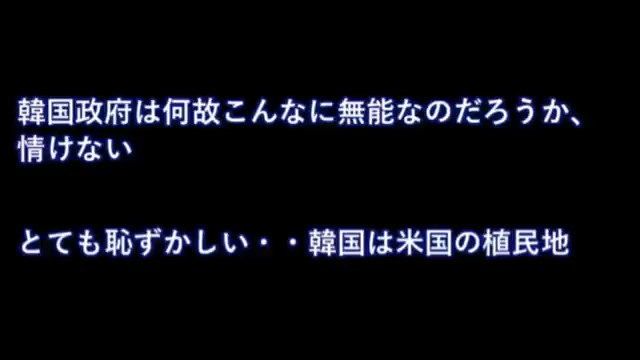 韓国政府は何故こんなに無能なのだろうか、
情けない
とても恥ずかしい・・韓国は米国の植民地